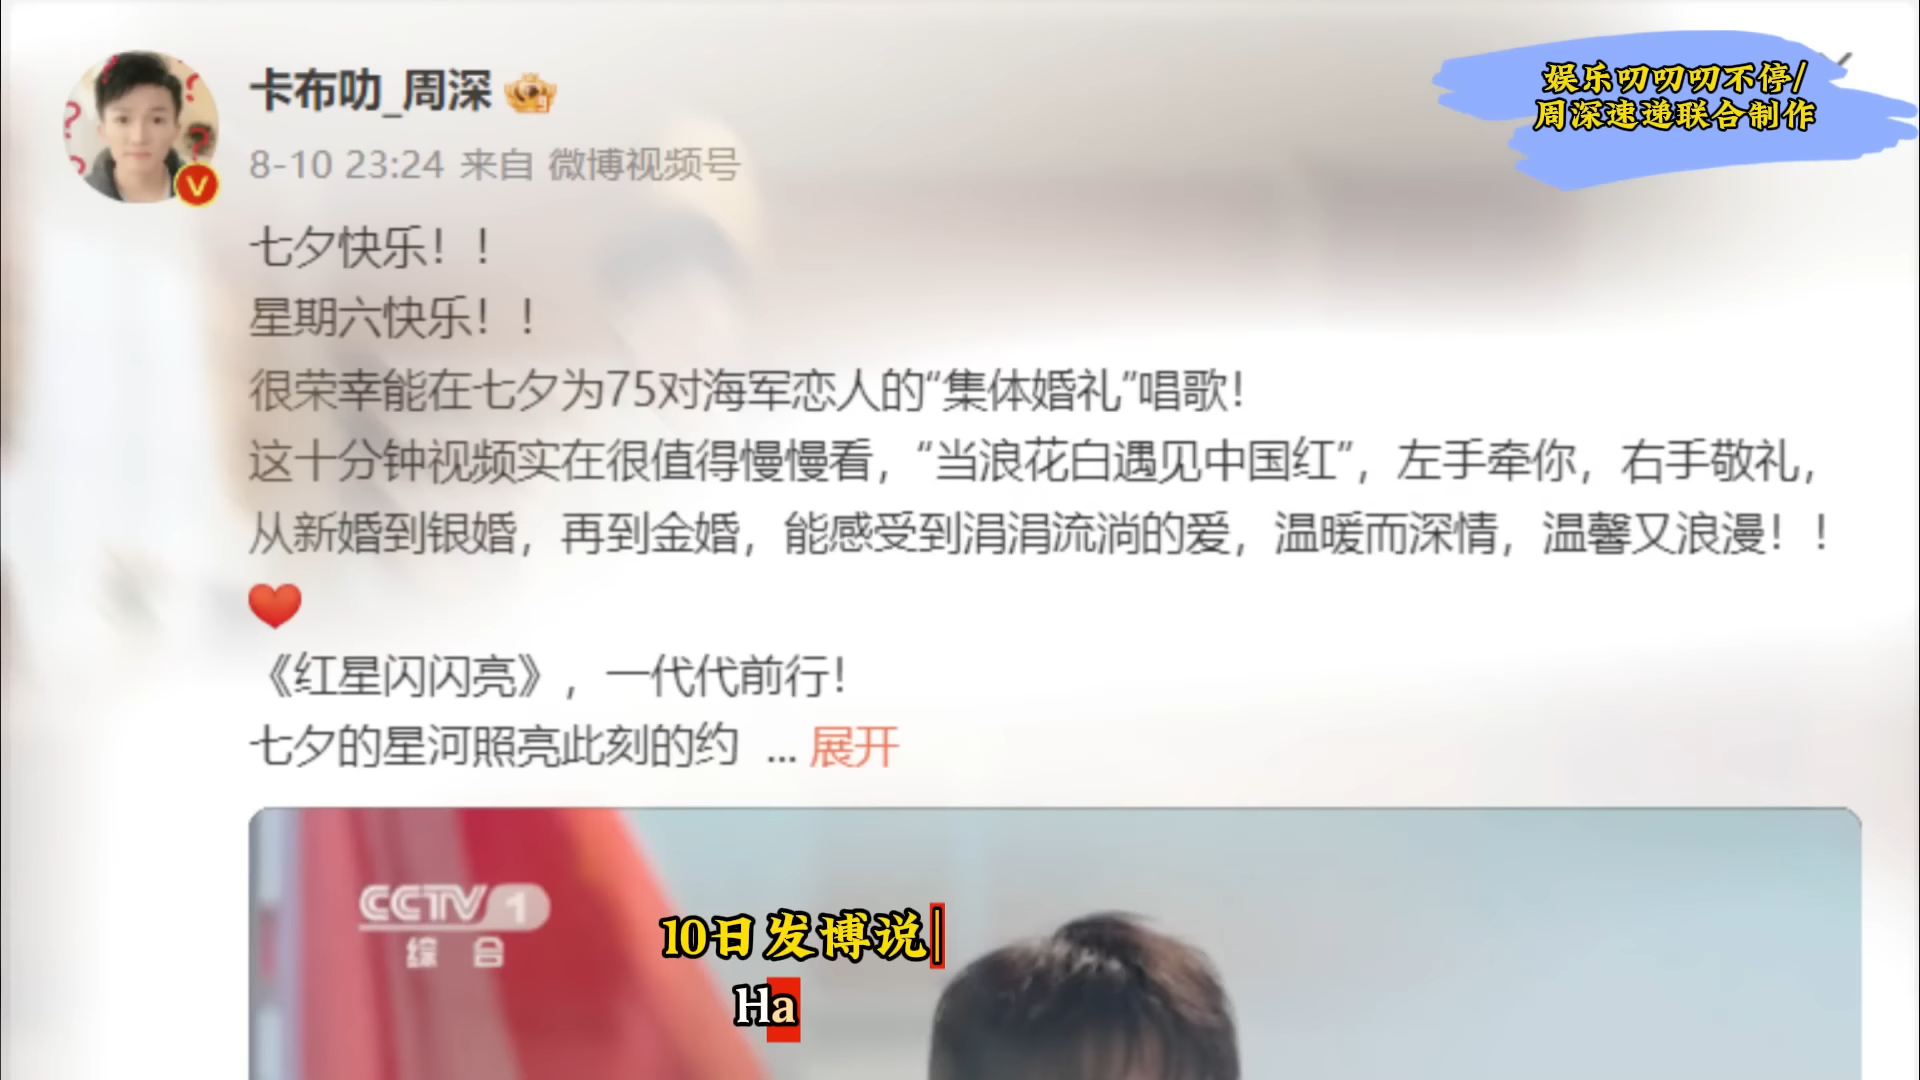 卡布叻_周深
8-10 23:24 来自 微博视频号
娱乐叨叨叨不停/
周深速递联合制作
七夕快乐！！
星期六快乐！！
很荣幸能在七夕为75对海军恋人的“集体婚礼”唱歌！
这十分钟视频实在很值得慢慢看，“当浪花白遇见中国红”，左手牵你，右手敬礼，
从新婚到银婚，再到金婚，能感受到涓涓流淌的爱，温暖而深情，温馨又浪漫！！
《红星闪闪亮》，一代代前行！
七夕的星河照亮此刻的约 ... 展开
CCTV 1
综合
10日发博说
Ha